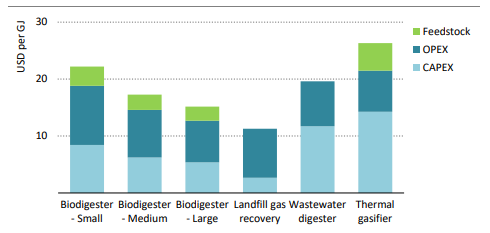 USD per GJ
30
20
10
Feedstock
OPEX
CAPEX
Biodigester - Small
Biodigester - Medium
Biodigester - Large
Landfill gas recovery
Wastewater digester
Thermal gasifier